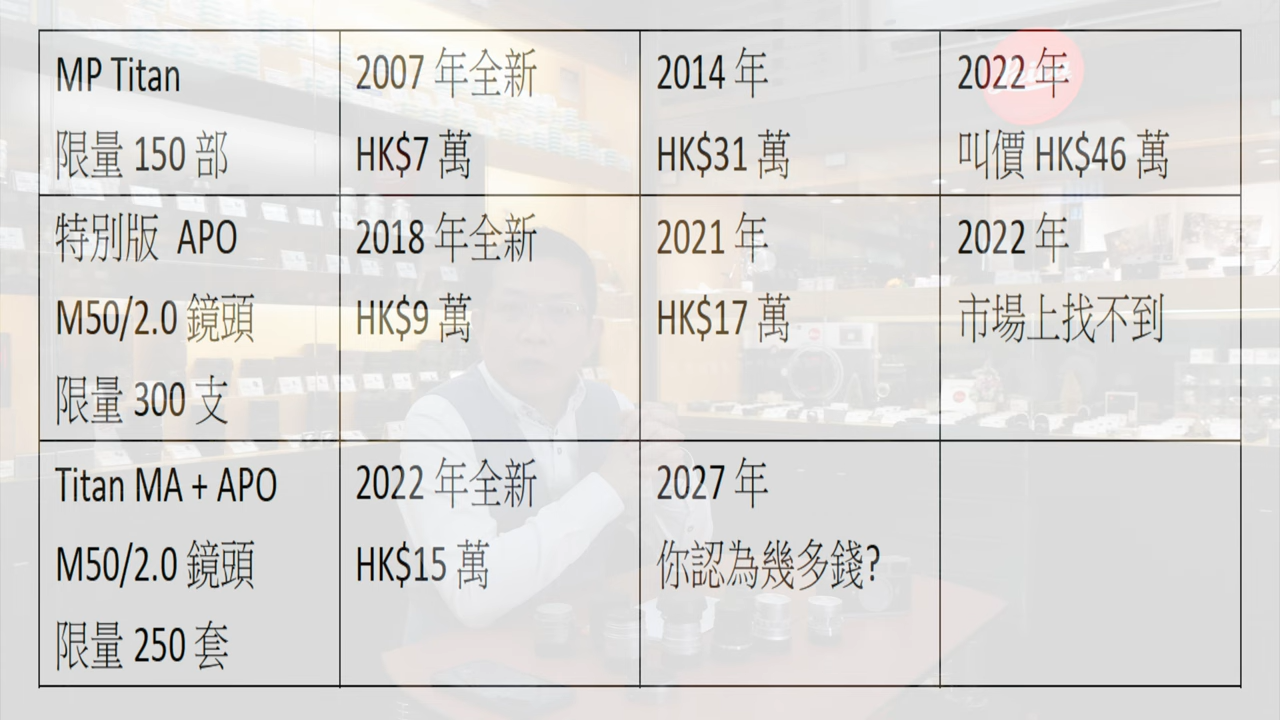 MP Titan
限量 150 部
2007 年全新
HK$7 萬
2014 年
HK$31 萬
2022 年
叫價 HK$46 萬
特別版 APO
M50/2.0 鏡頭
限量 300 支
2018 年全新
HK$9 萬
2021 年
HK$17 萬
2022 年
市場上找不到
Titan MA + APO
M50/2.0 鏡頭
限量 250 套
2022 年全新
HK$15 萬
2027 年
你認為幾多錢?